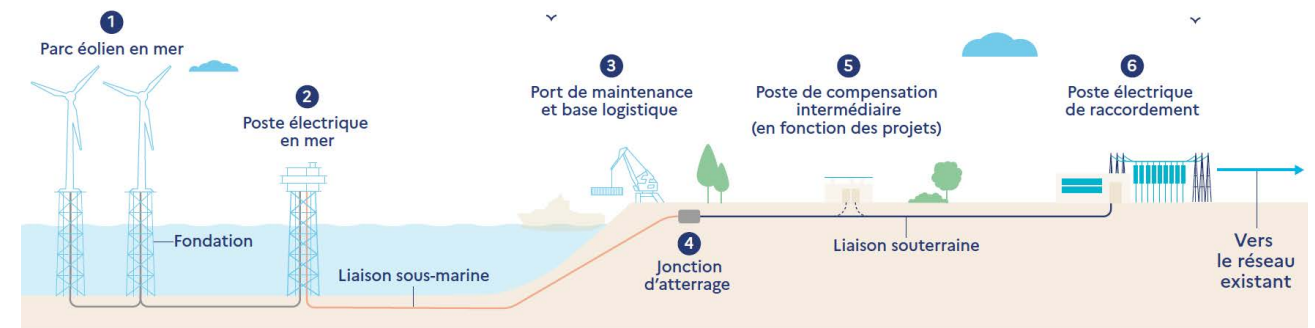 1
Parc éolien en mer
2
Poste électrique
en mer
3
Port de maintenance
et base logistique
5
Poste de compensation
intermédiaire
(en fonction des projets)
6
Poste électrique
de raccordement
Fondation
Liaison sous-marine
4
Jonction
d'atterrage
Liaison souterraine
Vers
le réseau
existant